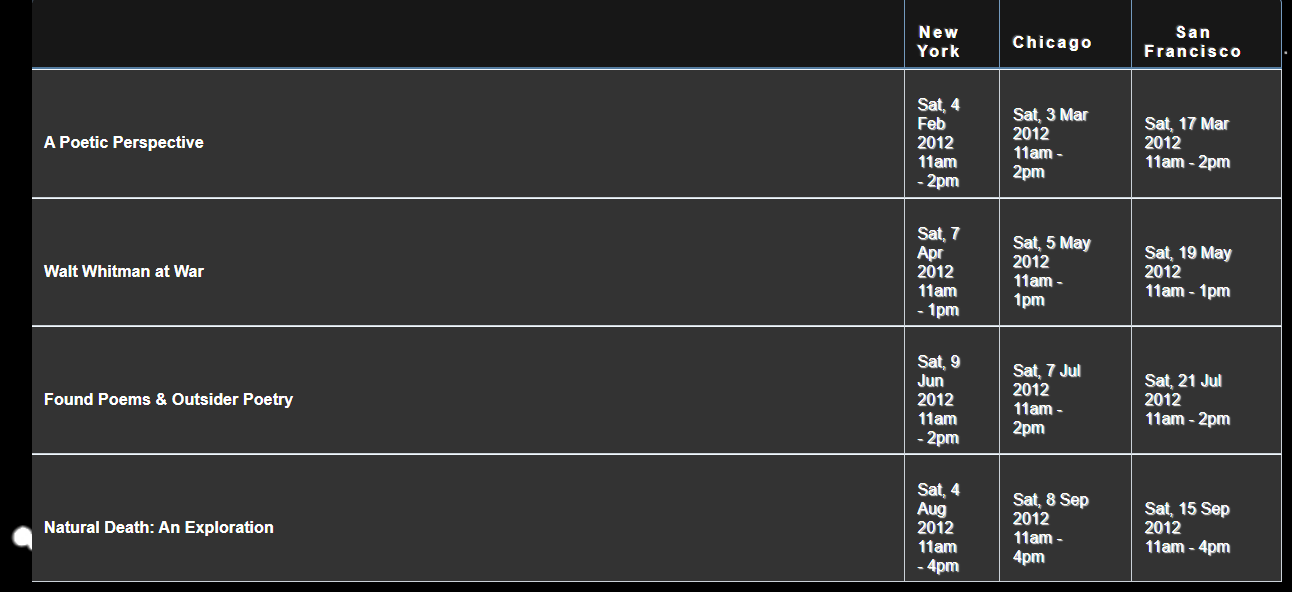 New
York
Chicago
San
Francisco
A Poetic Perspective
Sat, 4
Feb
2012
11am
- 2pm
Sat, 3 Mar
2012
11am -
2pm
Sat, 17 Mar
2012
11am - 2pm
Walt Whitman at War
Sat, 7
Apr
2012
11am
- 1pm
Sat, 5 May
2012
11am -
1pm
Sat, 19 May
2012
11am - 1pm
Found Poems & Outsider Poetry
Sat, 9
Jun
2012
11am
- 2pm
Sat, 7 Jul
2012
11am -
2pm
Sat, 21 Jul
2012
11am - 2pm
Natural Death: An Exploration
Sat, 4
Aug
2012
11am
- 4pm
Sat, 8 Sep
2012
11am -
4pm
Sat, 15 Sep
2012
11am - 4pm